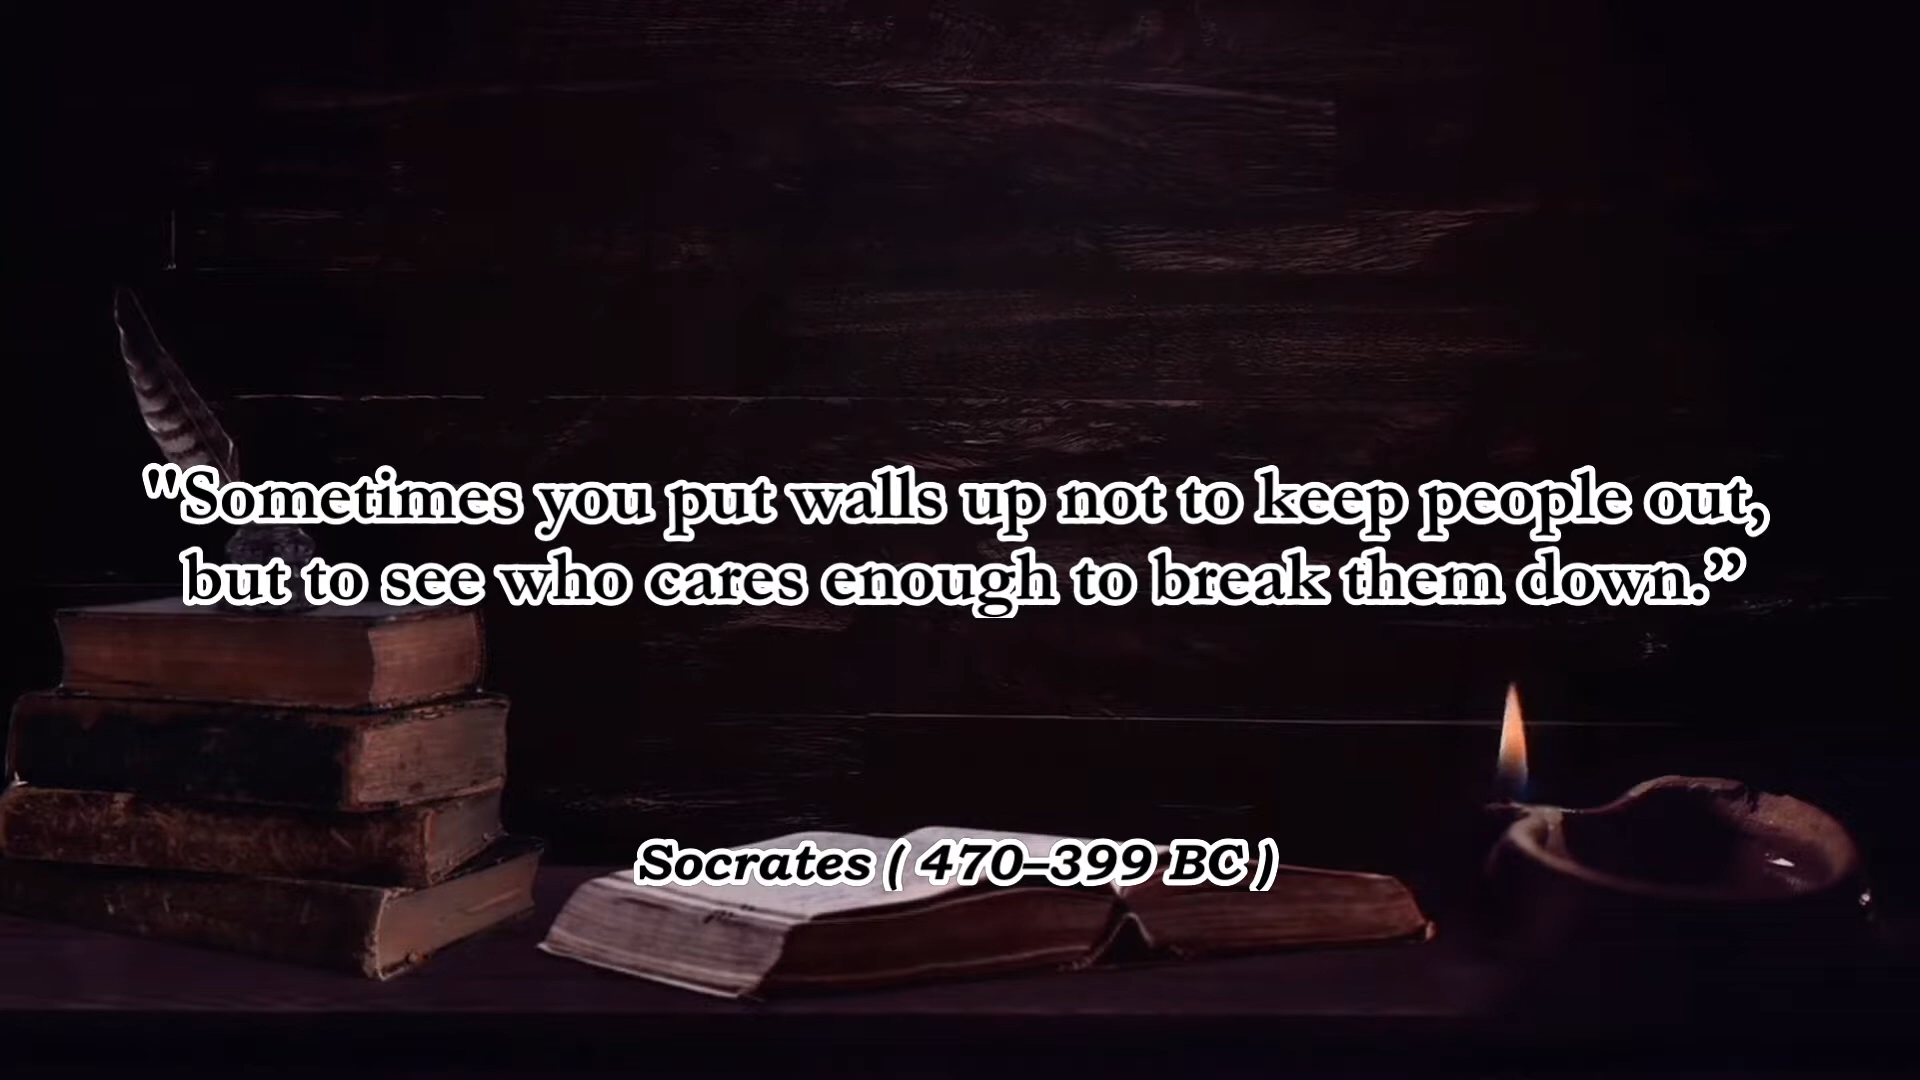 "Sometimes you put walls up not to keep people out,
but to see who cares enough to break them down.”
Socrates ( 470–399 BC )